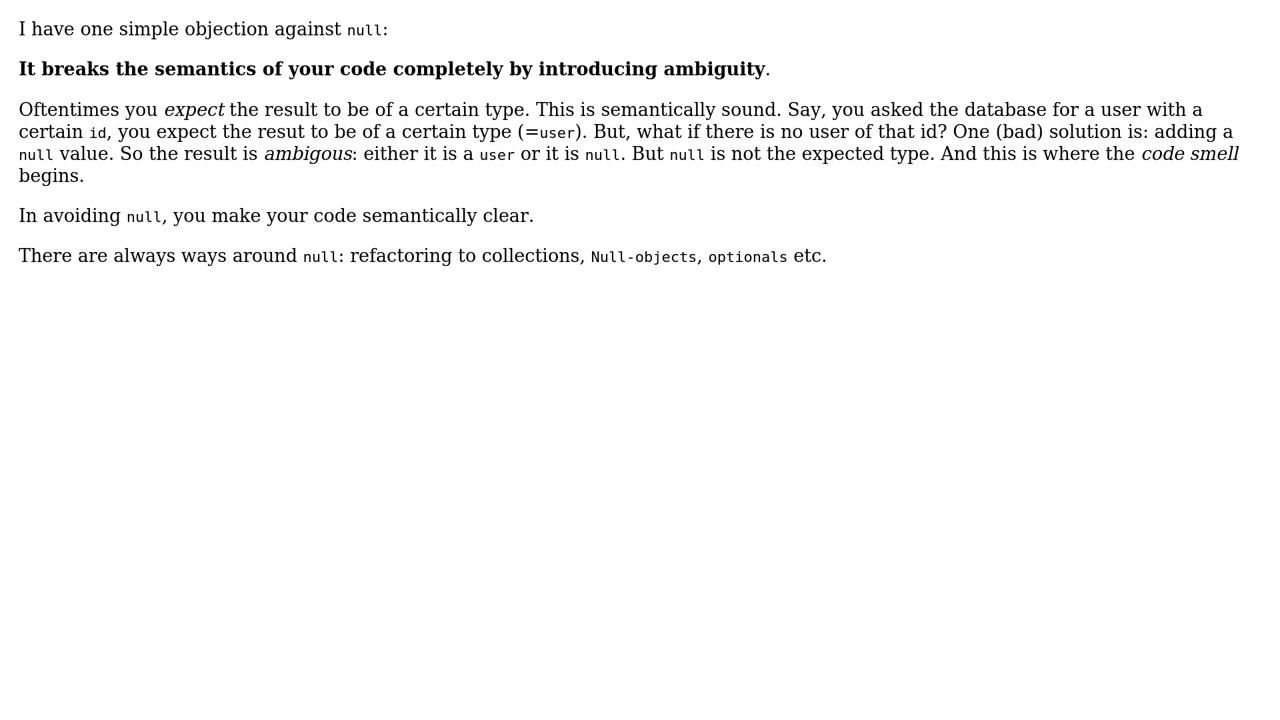 I have one simple objection against null:
It breaks the semantics of your code completely by introducing ambiguity.
Oftentimes you expect the result to be of a certain type. This is semantically sound. Say, you asked the database for a user with a
certain id, you expect the resut to be of a certain type (=user). But, what if there is no user of that id? One (bad) solution is: adding a
null value. So the result is ambigous: either it is a user or it is null. But null is not the expected type. And this is where the code smell
begins.
In avoiding null, you make your code semantically clear.
There are always ways around null: refactoring to collections, Null-objects, optionals etc.